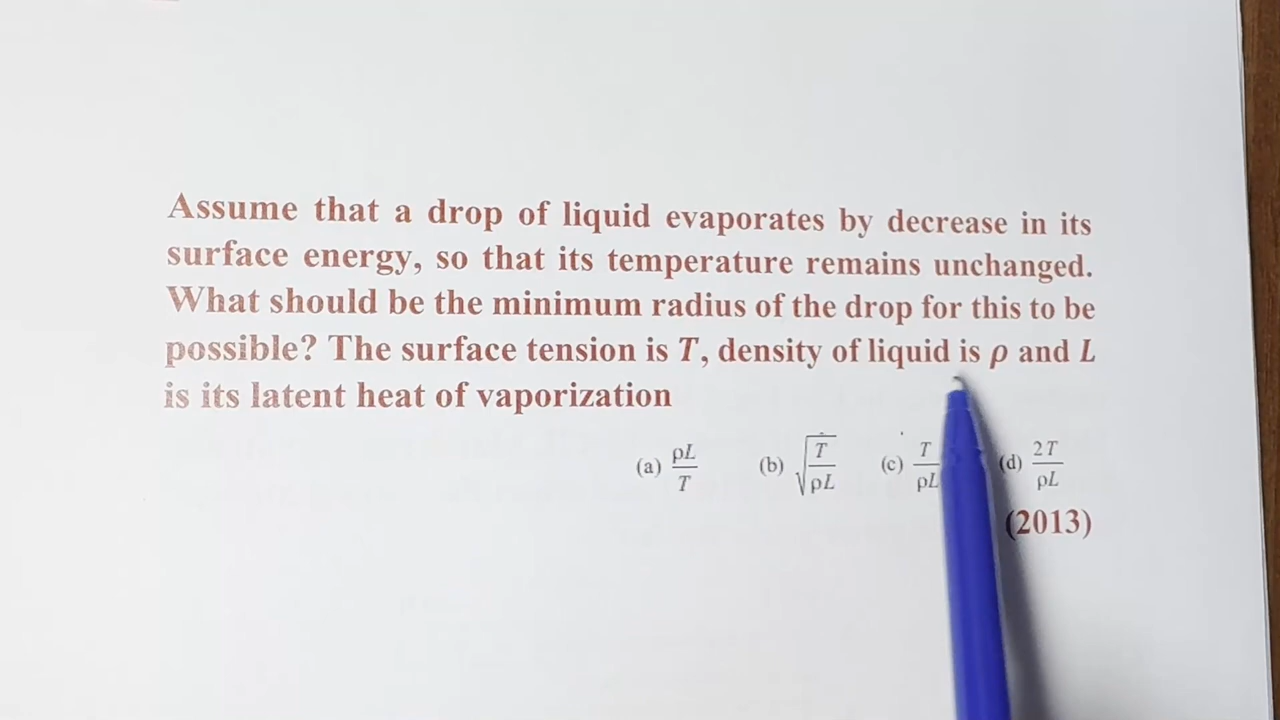 Assume that a drop of liquid evaporates by decrease in its
surface energy, so that its temperature remains unchanged.
What should be the minimum radius of the drop for this to be
possible? The surface tension is T, density of liquid is ρ and L
is its latent heat of vaporization
(a) ρL/T (b) √(T/ρL) (c) T/ρL (d) 2T/ρL
(2013)